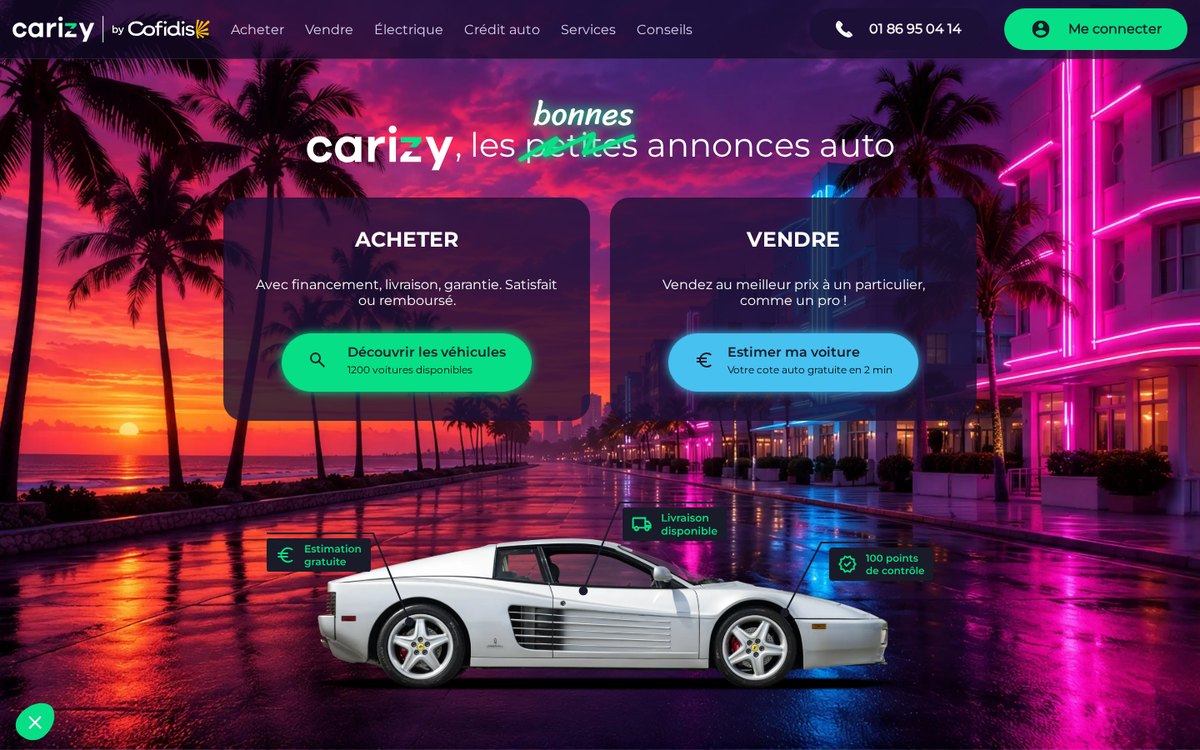 carizy by Cofidis Acheter Vendre Électrique Crédit auto Services Conseils 01 86 95 04 14 Me connecter
bonnes
carizy, les petites annonces auto
ACHETER
Avec financement, livraison, garantie. Satisfait
ou remboursé.
Découvrir les véhicules
1200 voitures disponibles
VENDRE
Vendez au meilleur prix à un particulier,
comme un pro !
Estimer ma voiture
Votre cote auto gratuite en 2 min
Livraison
disponible
Estimation
gratuite
100 points
de contrôle